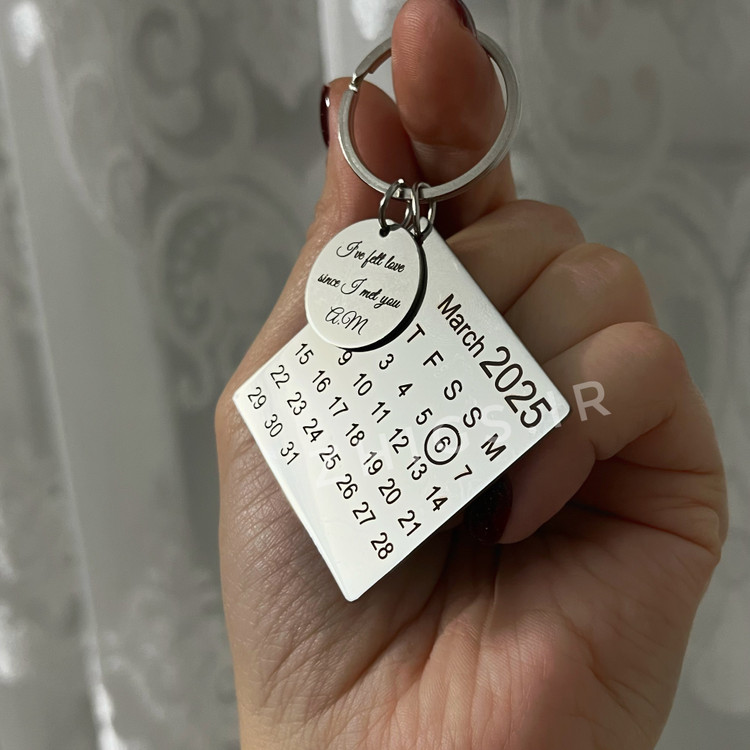 I've fell love
since I met you
A.M
March 2025
T F S S M
3 4 5 6 7
9 10 11 12 13 14
15 16 17 18 19 20 21
22 23 24 25 26 27 28
29 30 31